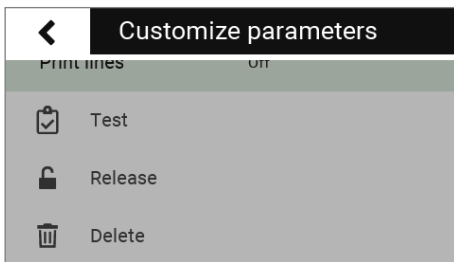 Customize parameters
Print lines Off
Test
Release
Delete